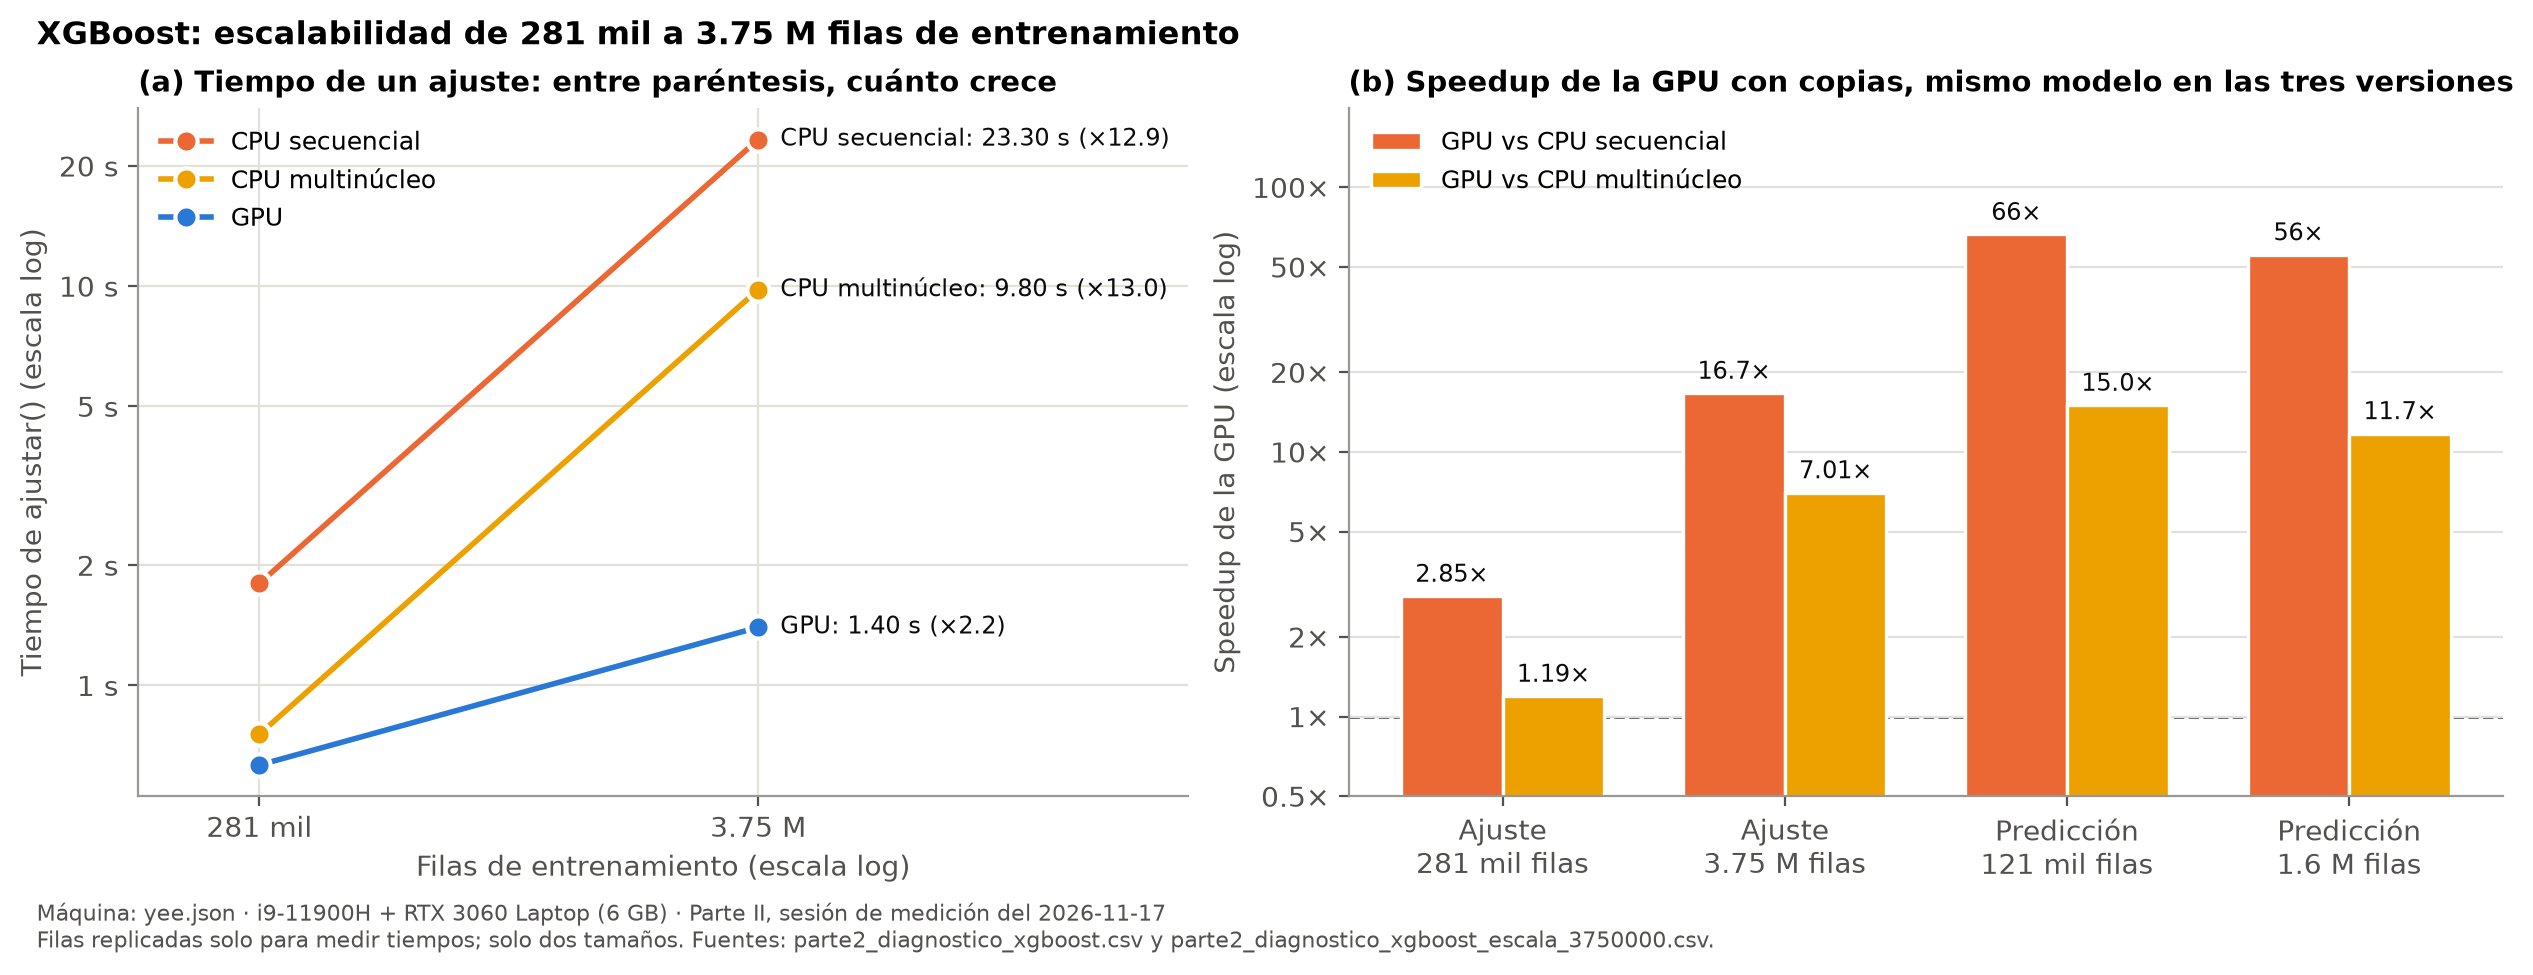 XGBoost: escalabilidad de 281 mil a 3.75 M filas de entrenamiento
(a) Tiempo de un ajuste: entre paréntesis, cuánto crece
CPU secuencial
CPU multinúcleo
GPU
CPU secuencial: 23.30 s (×12.9)
CPU multinúcleo: 9.80 s (×13.0)
GPU: 1.40 s (×2.2)
Tiempo de ajustar() (escala log)
20 s
10 s
5 s
2 s
1 s
281 mil
3.75 M
Filas de entrenamiento (escala log)
(b) Speedup de la GPU con copias, mismo modelo en las tres versiones
GPU vs CPU secuencial
GPU vs CPU multinúcleo
Speedup de la GPU (escala log)
100×
50×
20×
10×
5×
2×
1×
0.5×
2.85×
1.19×
16.7×
7.01×
66×
15.0×
56×
11.7×
Ajuste
281 mil filas
Ajuste
3.75 M filas
Predicción
121 mil filas
Predicción
1.6 M filas
Máquina: yee.json · i9-11900H + RTX 3060 Laptop (6 GB) · Parte II, sesión de medición del 2026-11-17
Filas replicadas solo para medir tiempos; solo dos tamaños. Fuentes: parte2_diagnostico_xgboost.csv y parte2_diagnostico_xgboost_escala_3750000.csv.